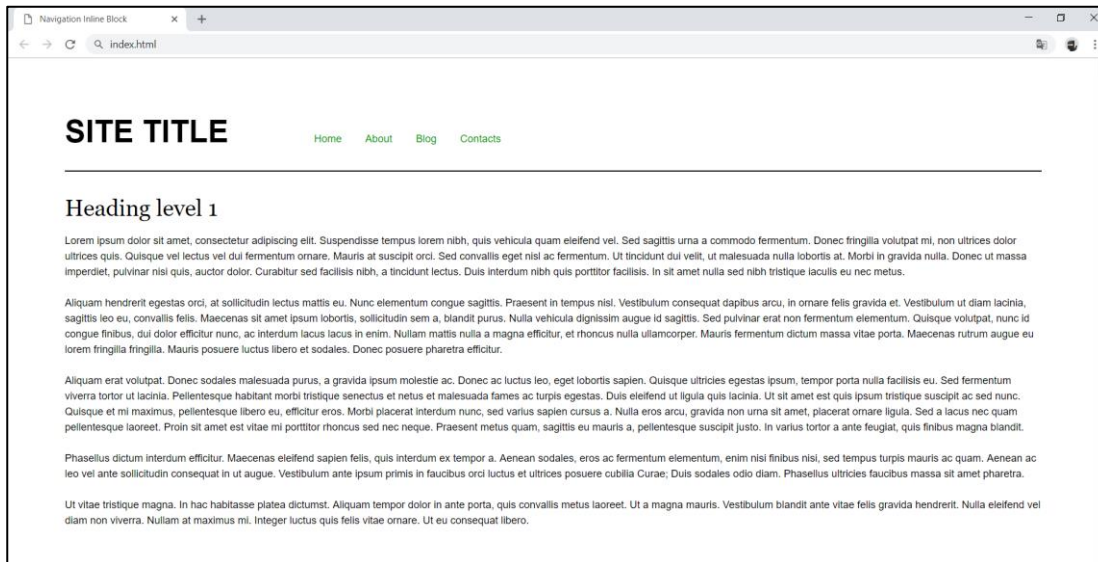 Navigation Inline Block
index.html
SITE TITLE
Home About Blog Contacts
Heading level 1
Lorem ipsum dolor sit amet, consectetur adipiscing elit. Suspendisse tempus lorem nibh, quis vehicula quam eleifend vel. Sed sagittis urna a commodo fermentum. Donec fringilla volutpat mi, non ultrices dolor
ultrices quis. Quisque vel lectus vel dui fermentum ornare. Mauris at suscipit orci. Sed convallis eget nisl ac fermentum. Ut tincidunt dui velit, ut malesuada nulla lobortis at. Morbi in gravida nulla. Donec ut massa
imperdiet, pulvinar nisi quis, auctor dolor. Curabitur sed facilisis nibh, a tincidunt lectus. Duis interdum nibh quis porttitor facilisis. In sit amet nulla sed nibh tristique iaculis eu nec metus.
Aliquam hendrerit egestas orci, at sollicitudin lectus mattis eu. Nunc elementum congue sagittis. Praesent in tempus nisl. Vestibulum consequat dapibus arcu, in ornare felis gravida et. Vestibulum ut diam lacinia,
sagittis leo eu, convallis felis. Maecenas sit amet ipsum lobortis, sollicitudin sem a, blandit purus. Nulla vehicula dignissim augue id sagittis. Sed pulvinar erat non fermentum elementum. Quisque volutpat, nunc id
congue finibus, dui dolor efficitur nunc, ac interdum lacus lacus in enim. Nullam mattis nulla a magna efficitur, et rhoncus nulla ullamcorper. Mauris fermentum dictum massa vitae porta. Maecenas rutrum augue eu
lorem fringilla fringilla. Mauris posuere luctus libero et sodales. Donec posuere pharetra efficitur.
Aliquam erat volutpat. Donec sodales malesuada purus, a gravida ipsum molestie ac. Donec ac luctus leo, eget lobortis sapien. Quisque ultricies egestas ipsum, tempor porta nulla facilisis eu. Sed fermentum
viverra tortor ut lacinia. Pellentesque habitant morbi tristique senectus et netus et malesuada fames ac turpis egestas. Duis eleifend ut ligula quis lacinia. Ut sit amet est quis ipsum tristique suscipit ac sed nunc.
Quisque et mi maximus, pellentesque libero eu, efficitur eros. Morbi placerat interdum nunc, sed varius sapien cursus a. Nulla eros arcu, gravida non urna sit amet, placerat ornare ligula. Sed a lacus nec quam
pellentesque laoreet. Proin sit amet est vitae mi porttitor rhoncus sed nec neque. Praesent metus quam, sagittis eu mauris a, pellentesque suscipit justo. In varius tortor a ante feugiat, quis finibus magna blandit.
Phasellus dictum interdum efficitur. Maecenas eleifend sapien felis, quis interdum ex tempor a. Aenean sodales, eros ac fermentum elementum, enim nisi finibus nisi, sed tempus turpis mauris ac quam. Aenean ac
leo vel ante sollicitudin consequat in ut augue. Vestibulum ante ipsum primis in faucibus orci luctus et ultrices posuere cubilia Curae; Duis sodales odio diam. Phasellus ultricies faucibus massa sit amet pharetra.
Ut vitae tristique magna. In hac habitasse platea dictumst. Aliquam tempor dolor in ante porta, quis convallis metus laoreet. Ut a magna mauris. Vestibulum blandit ante vitae felis gravida hendrerit. Nulla eleifend vel
diam non viverra. Nullam at maximus mi. Integer luctus quis felis vitae ornare. Ut eu consequat libero.